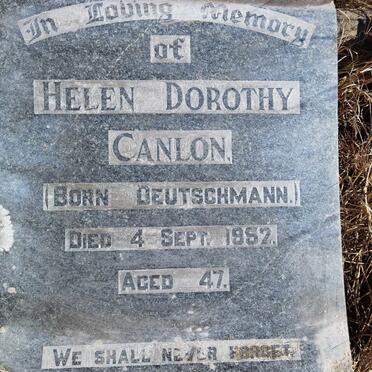 In Loving Memory
of
HELEN DOROTHY
CANLON.
(BORN DEUTSCHMANN.)
DIED 4 SEPT. 1952.
AGED 47.
WE SHALL NEVER FORGET.